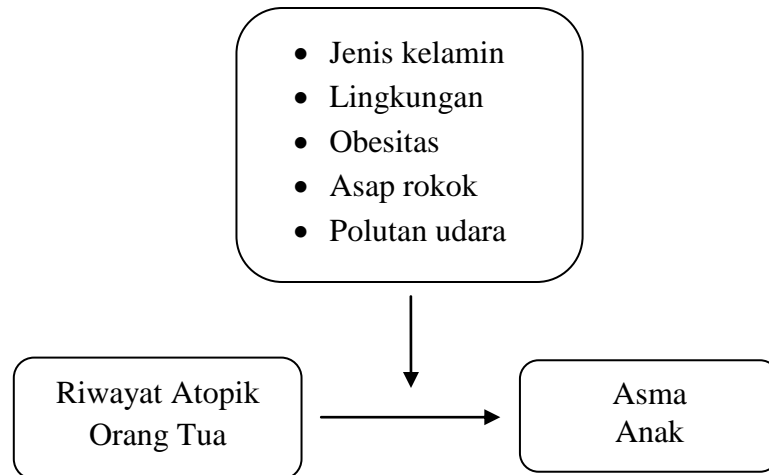 • Jenis kelamin
• Lingkungan
• Obesitas
• Asap rokok
• Polutan udara
Riwayat Atopik
Orang Tua
Asma
Anak